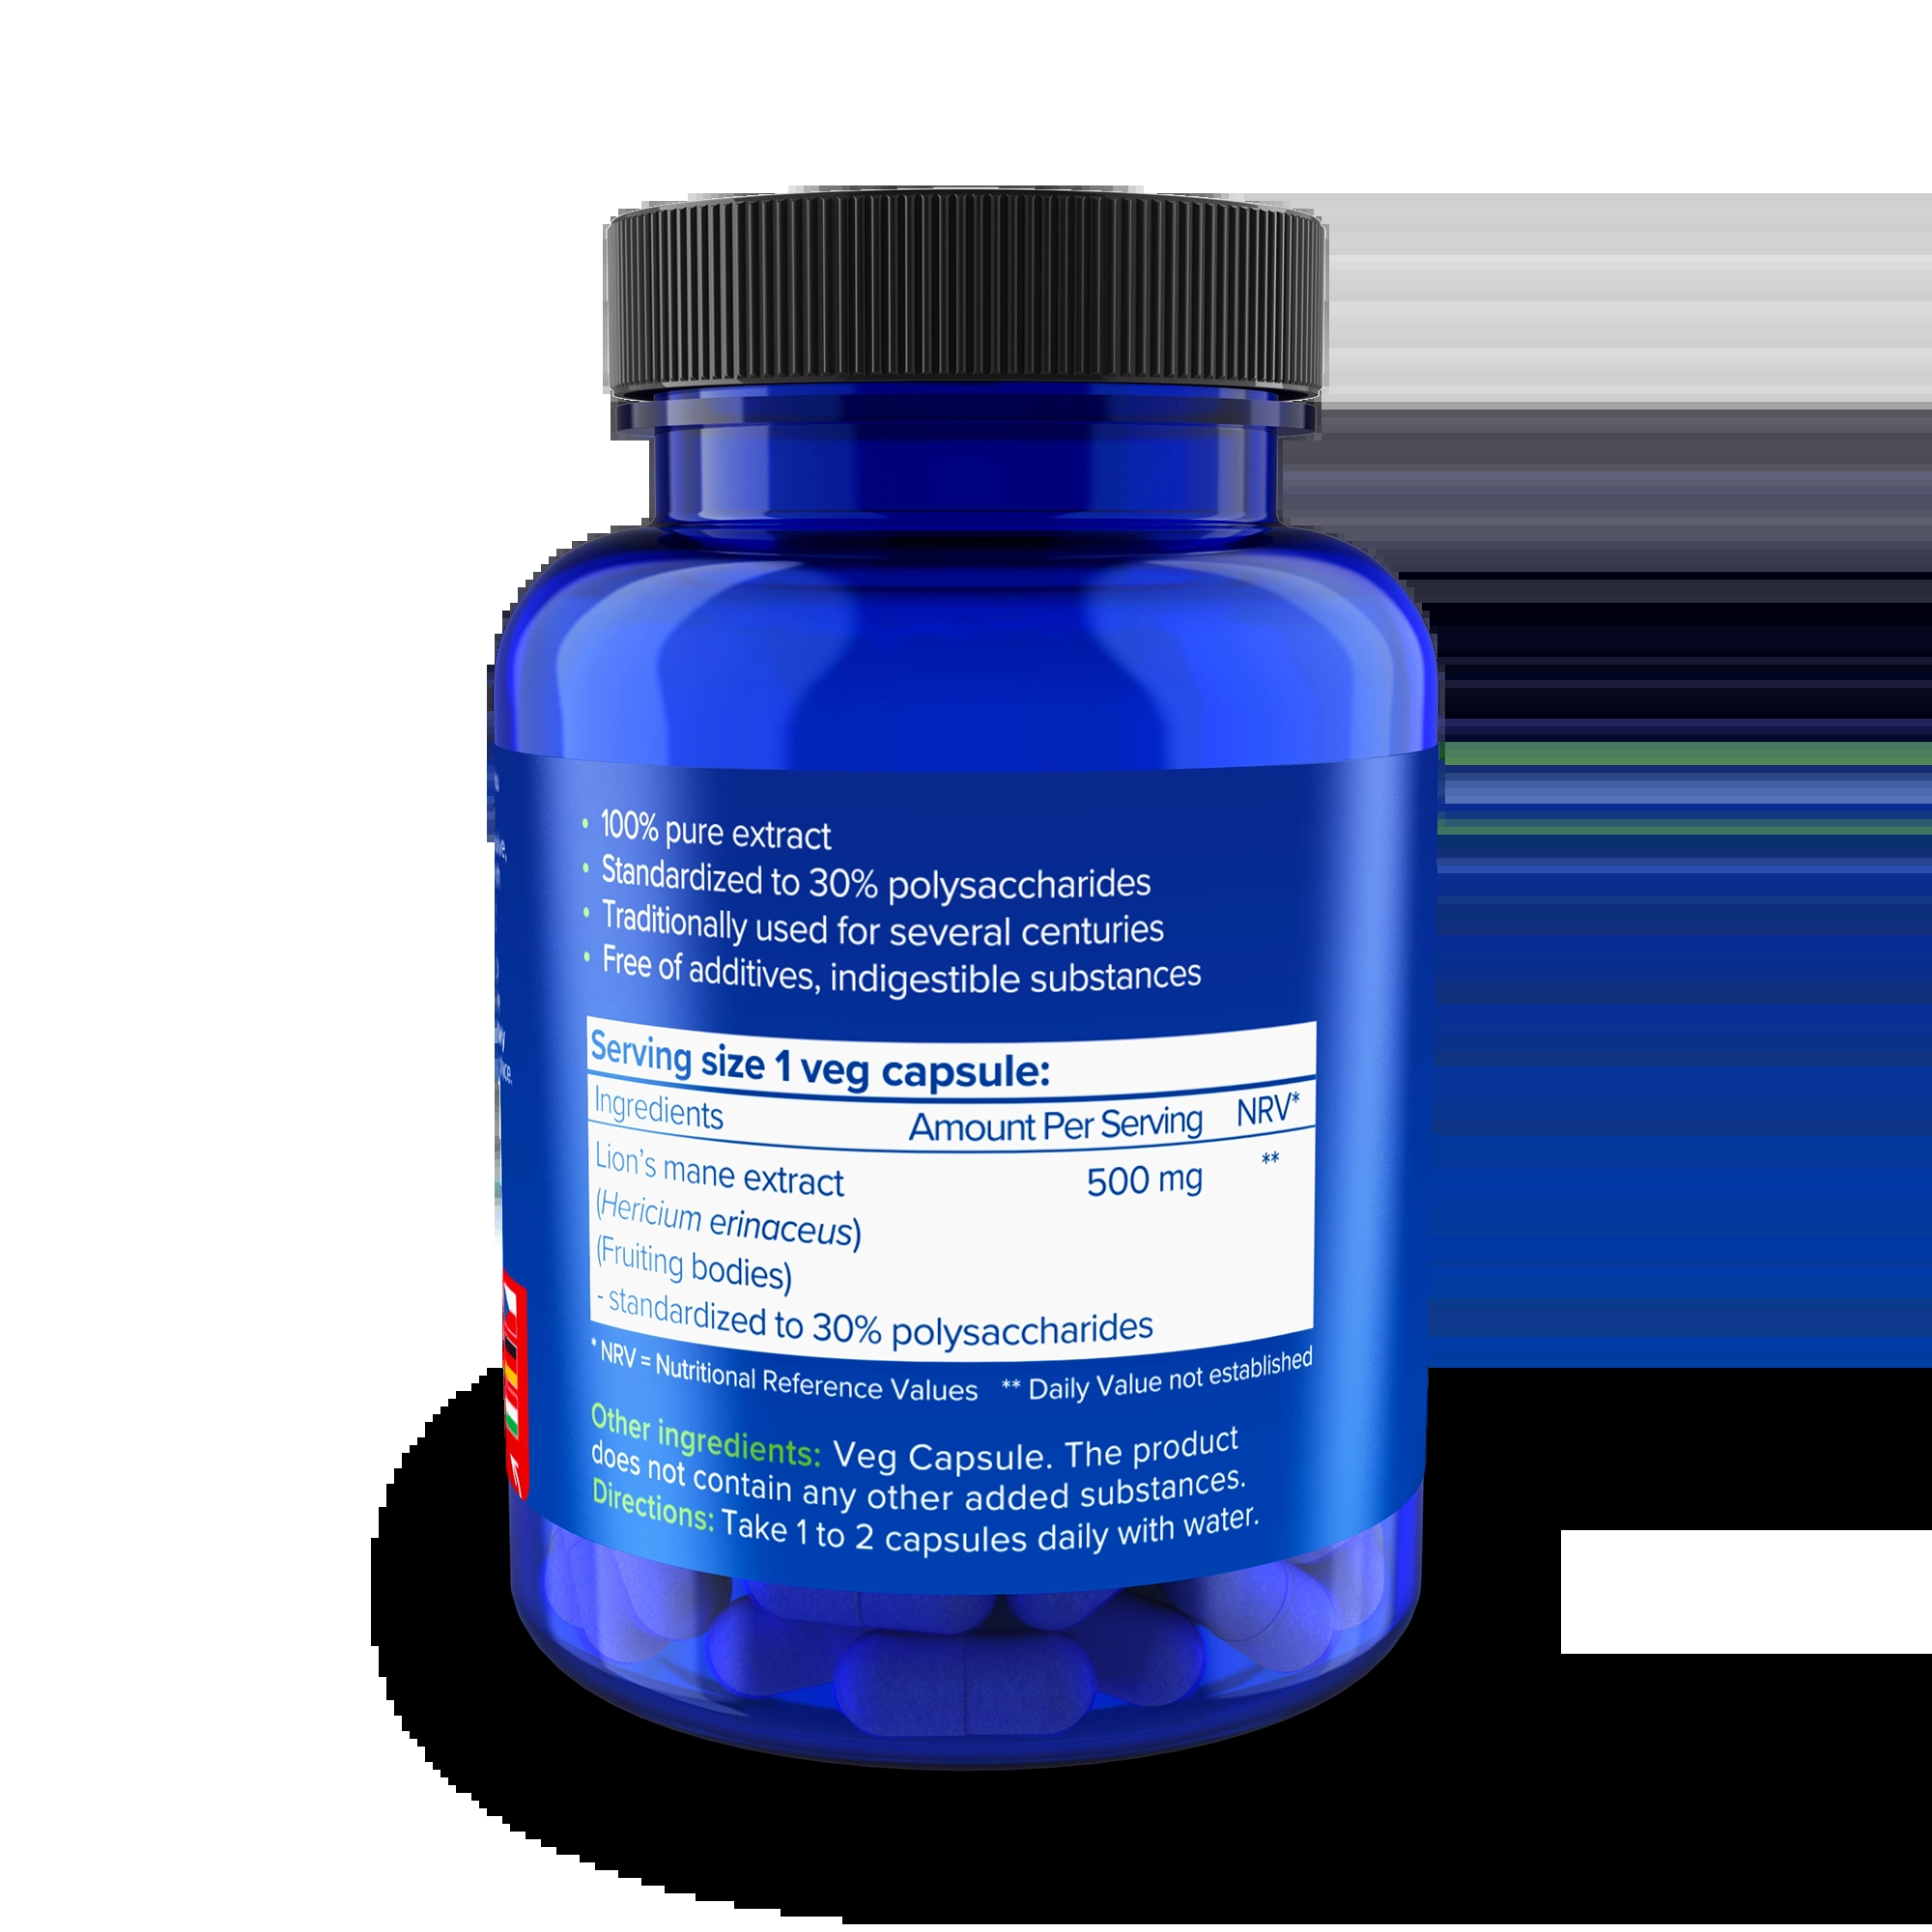 • 100% pure extract
• Standardized to 30% polysaccharides
• Traditionally used for several centuries
• Free of additives, indigestible substances
Serving size 1 veg capsule:
Ingredients Amount Per Serving NRV*
Lion's mane extract 500 mg **
(Hericium erinaceus)
(Fruiting bodies)
- standardized to 30% polysaccharides
* NRV = Nutritional Reference Values ** Daily Value not established
Other ingredients: Veg Capsule. The product
does not contain any other added substances.
Directions: Take 1 to 2 capsules daily with water.